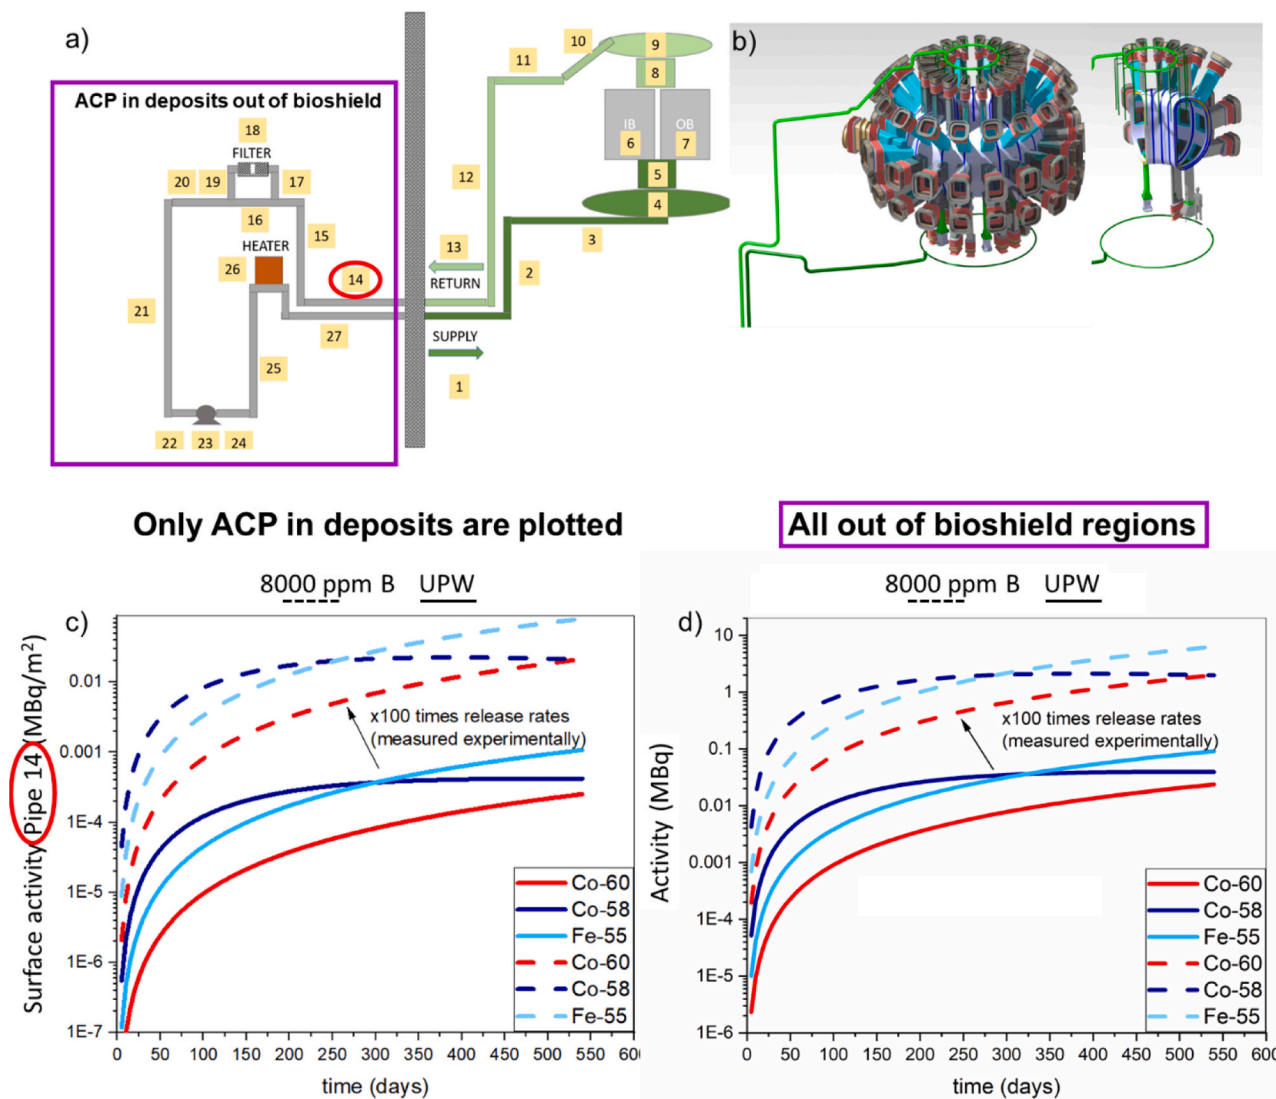 a)
ACP in deposits out of bioshield
18
FILTER
20
19
17
16
HEATER
26
15
14
21
27
25
22
23
24
10
9
11
8
IB
OB
6
7
12
5
4
13
3
RETURN
2
SUPPLY
1
b)
Only ACP in deposits are plotted
All out of bioshield regions
8000 ppm B UPW
c)
Surface activity Pipe 14 (MBq/m²)
0.01
0.001
1E-4
1E-5
1E-6
1E-7
x100 times release rates
(measured experimentally)
Co-60
Co-58
Fe-55
Co-60
Co-58
Fe-55
0 50 100 150 200 250 300 350 400 450 500 550 600
time (days)
8000 ppm B UPW
d)
Activity (MBq)
10
1
0.1
0.01
0.001
1E-4
1E-5
1E-6
x100 times release rates
(measured experimentally)
Co-60
Co-58
Fe-55
Co-60
Co-58
Fe-55
0 50 100 150 200 250 300 350 400 450 500 550 600
time (days)